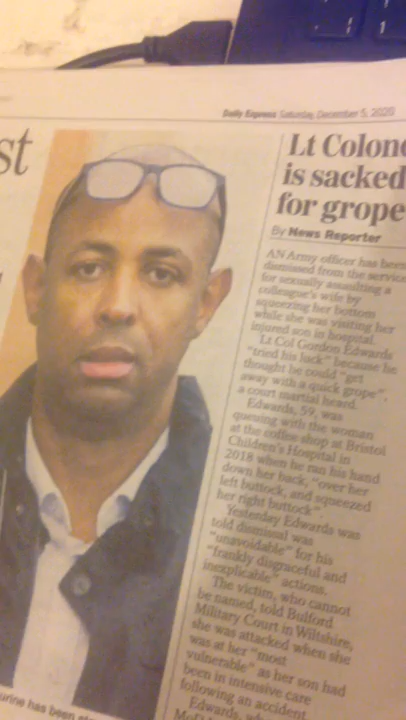 Daily Express Saturday, December 5, 2020
st
Lt Colone
is sacked
for grope
By News Reporter
AN Army officer has been
dismissed from the service
for sexually assaulting a
colleague's wife by
squeezing her bottom
while she was visiting her
injured son in hospital.
Lt Col Gordon Edwards
"tried his luck" because he
thought he could "get
away with a quick grope",
a court martial heard.
Edwards, 59, was
queuing with the woman
at the coffee shop at Bristol
Children's Hospital in
2018 when he ran his hand
down her back, "over her
left buttock, and squeezed
her right buttock".
Yesterday Edwards was
told dismissal was
"unavoidable" for his
"frankly disgraceful and
inexplicable" actions.
The victim, who cannot
be named, told Bulford
Military Court in Wiltshire,
she was attacked when she
was at her "most
vulnerable" as her son had
been in intensive care
following an accident
Edwards,
urine has been